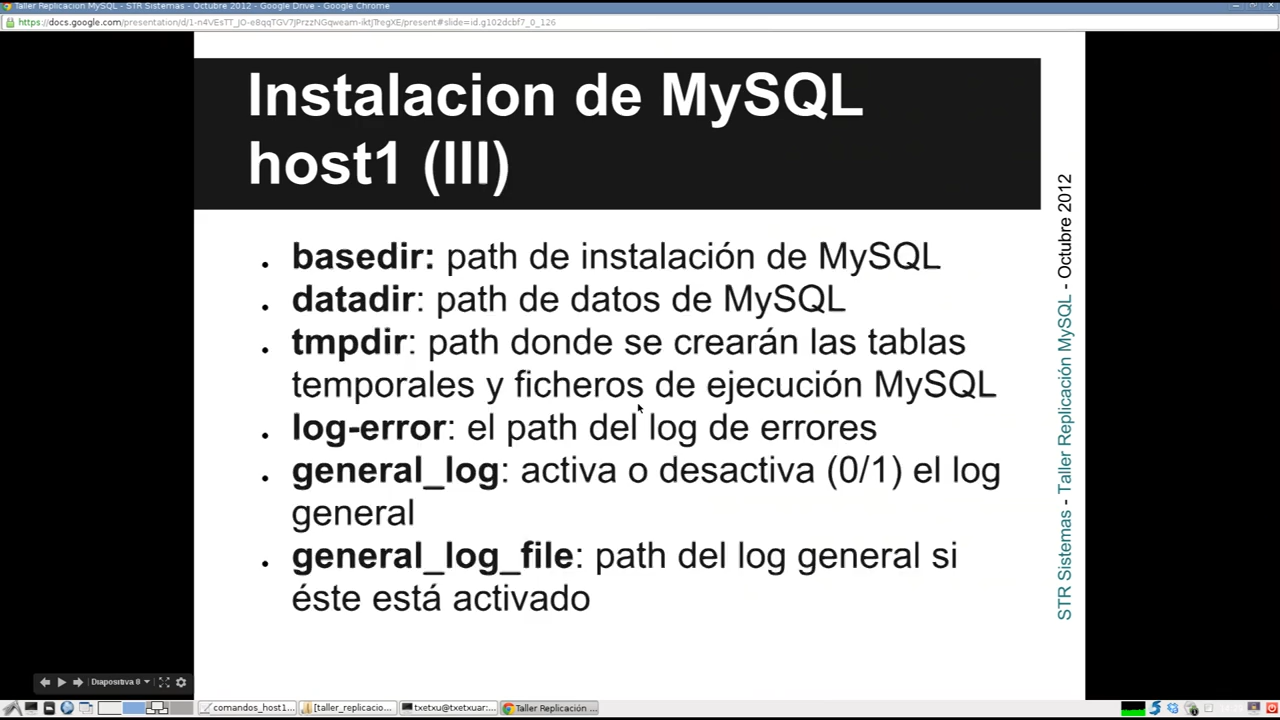 Taller Replicacion MySQL - STR Sistemas - Octubre 2012 - Google Drive - Google Chrome
Instalacion de MySQL
host1 (III)
basedir: path de instalación de MySQL
datadir: path de datos de MySQL
tmpdir: path donde se crearán las tablas
temporales y ficheros de ejecución MySQL
log-error: el path del log de errores
general_log: activa o desactiva (0/1) el log
general
general_log_file: path del log general si
éste está activado
STR Sistemas - Taller Replicación MySQL - Octubre 2012
Diapositiva 8
comandos_host1...
[taller_replicacio...
txetxu@txetxuar:...
Taller Replicación ...